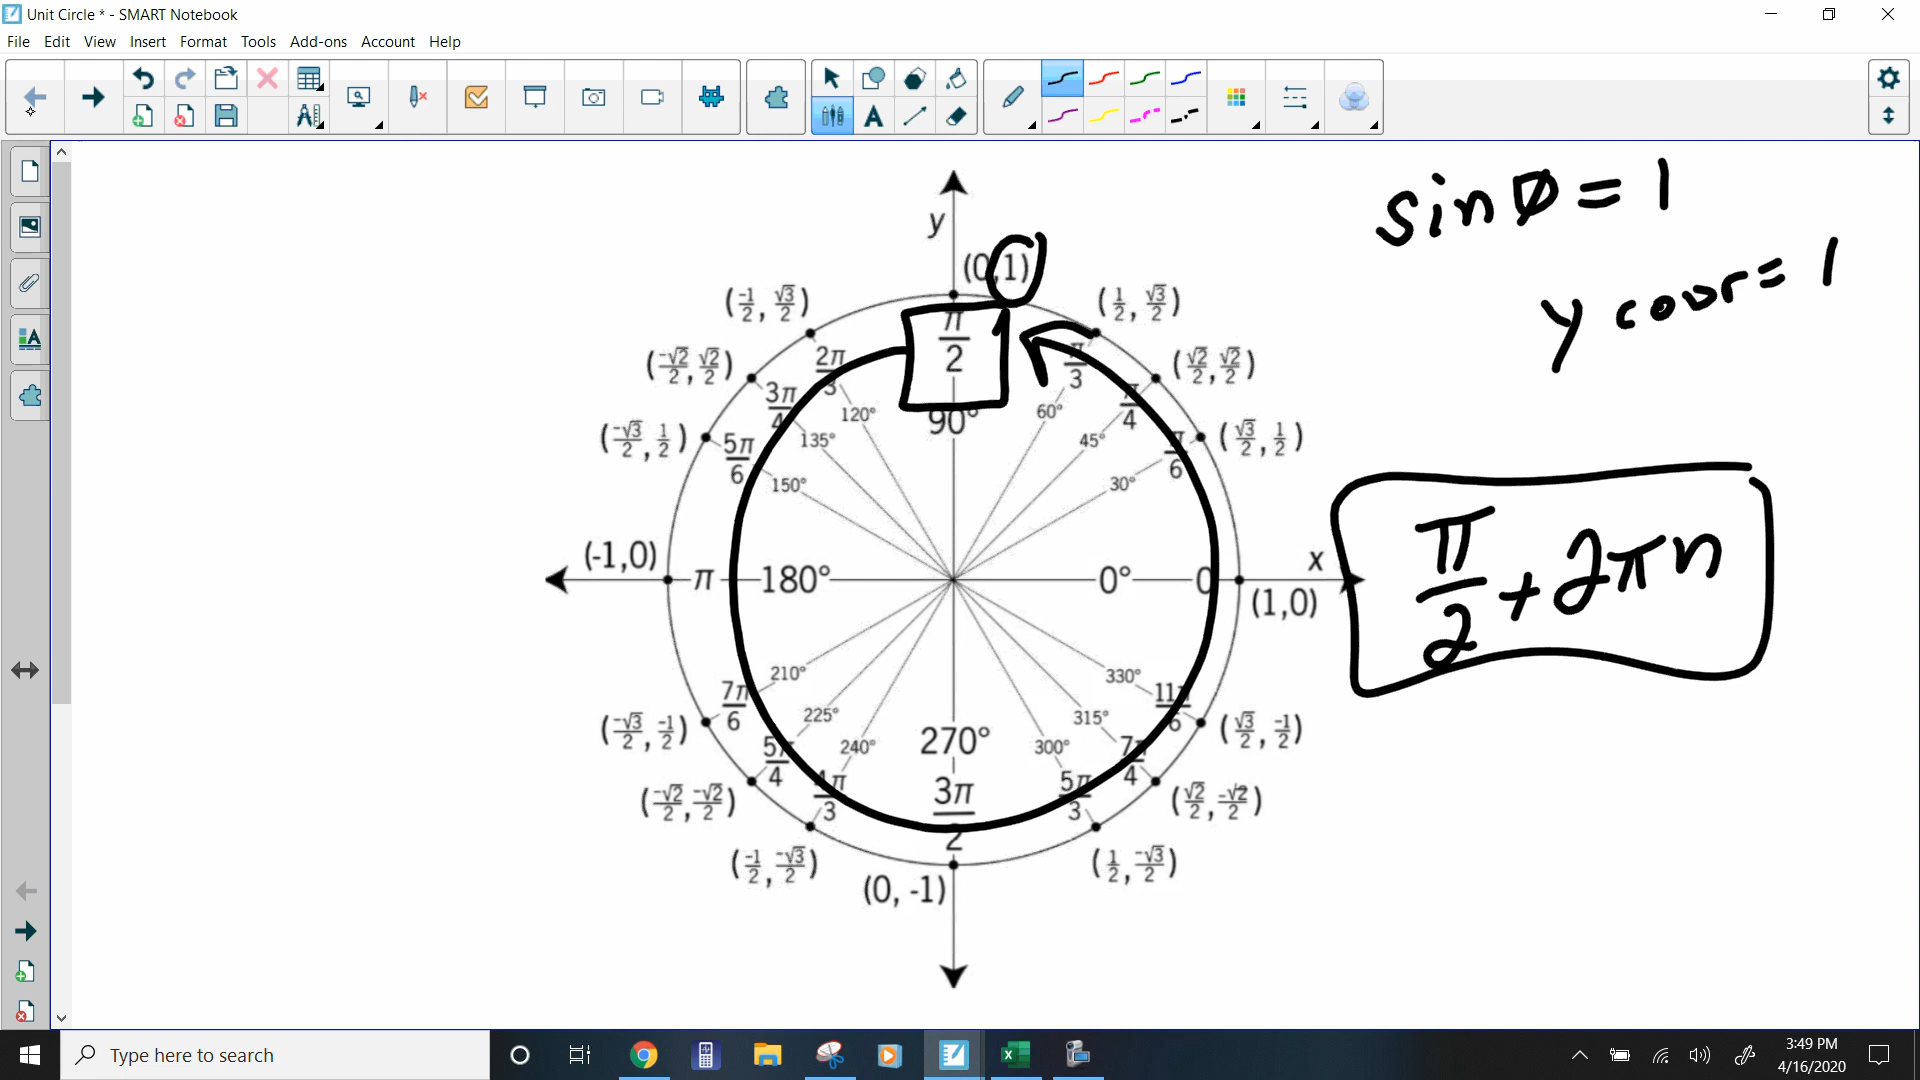 Unit Circle * - SMART Notebook
File Edit View Insert Format Tools Add-ons Account Help
sin Ø = 1
y coor = 1
y
(0,1)
(-1/2, √3/2)
(1/2, √3/2)
π/2
2π/3
π/3
(-√2/2, √2/2)
(√2/2, √2/2)
3π/4
π/4
120°
90°
60°
(-√3/2, 1/2)
(√3/2, 1/2)
5π/6
135°
45°
π/6
150°
30°
π/2 + 2πn
(-1,0)
x
π
180°
0°
0
(1,0)
210°
330°
7π/6
11π/6
225°
315°
(-√3/2, -1/2)
(√3/2, -1/2)
5π/4
240°
270°
300°
7π/4
4π/3
3π/2
5π/3
(-√2/2, -√2/2)
(√2/2, -√2/2)
(-1/2, -√3/2)
(1/2, -√3/2)
(0, -1)
Type here to search
3:49 PM
4/16/2020